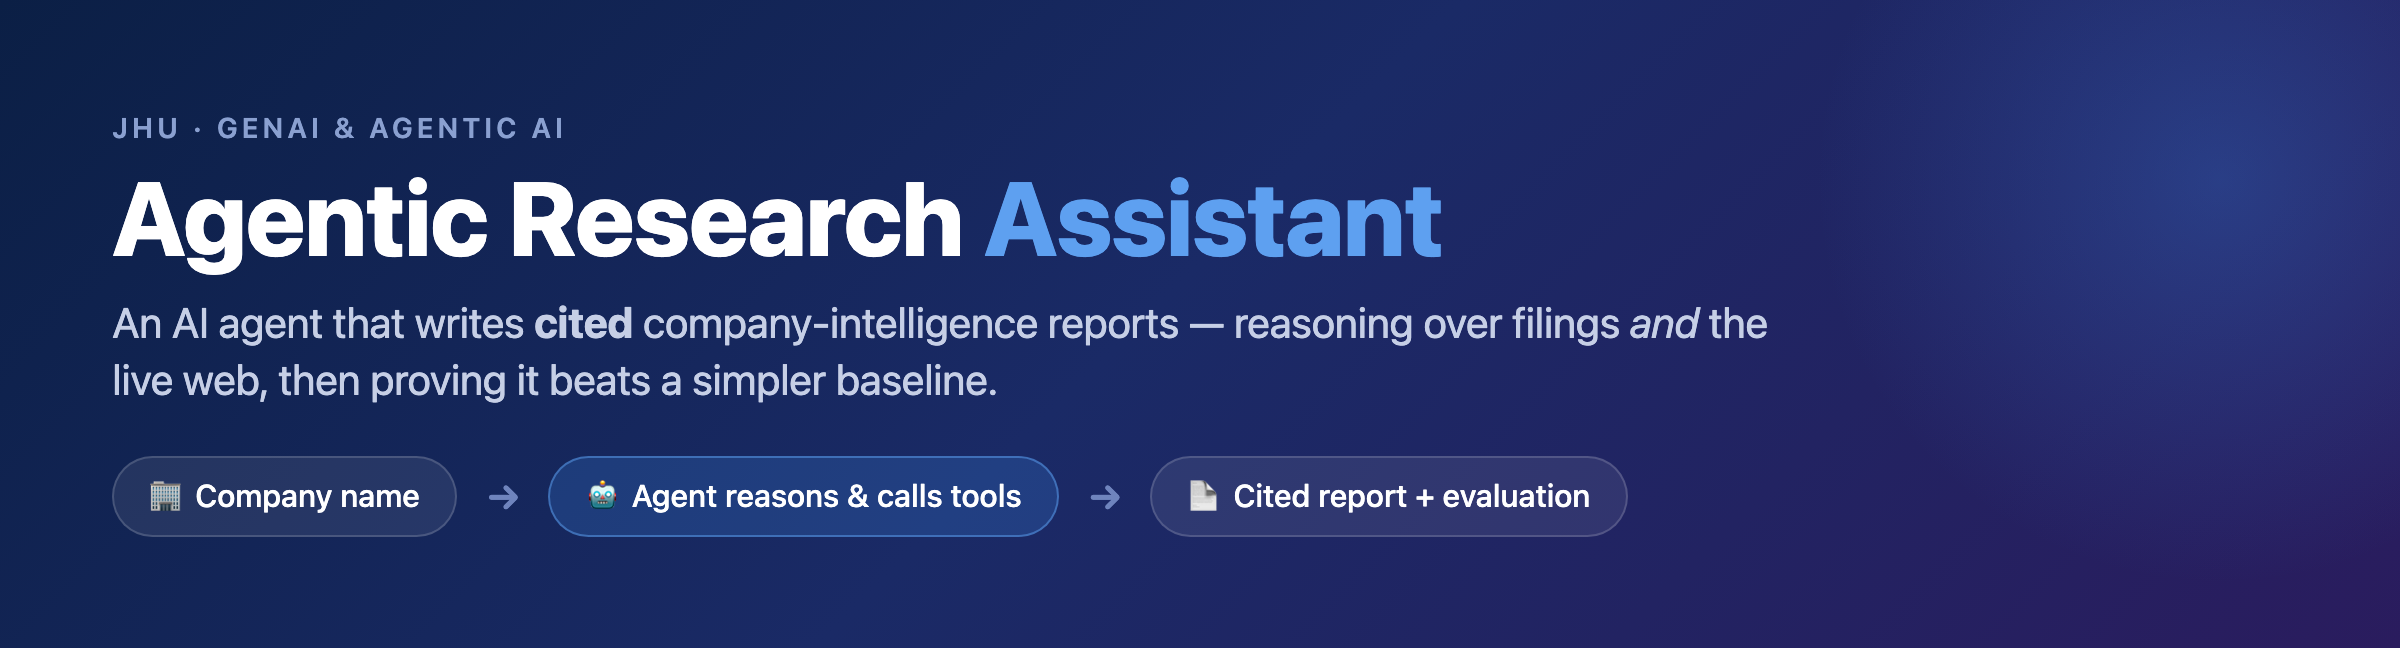 JHU · GENAI & AGENTIC AI
Agentic Research Assistant
An AI agent that writes cited company-intelligence reports — reasoning over filings and the
live web, then proving it beats a simpler baseline.
Company name → Agent reasons & calls tools → Cited report + evaluation